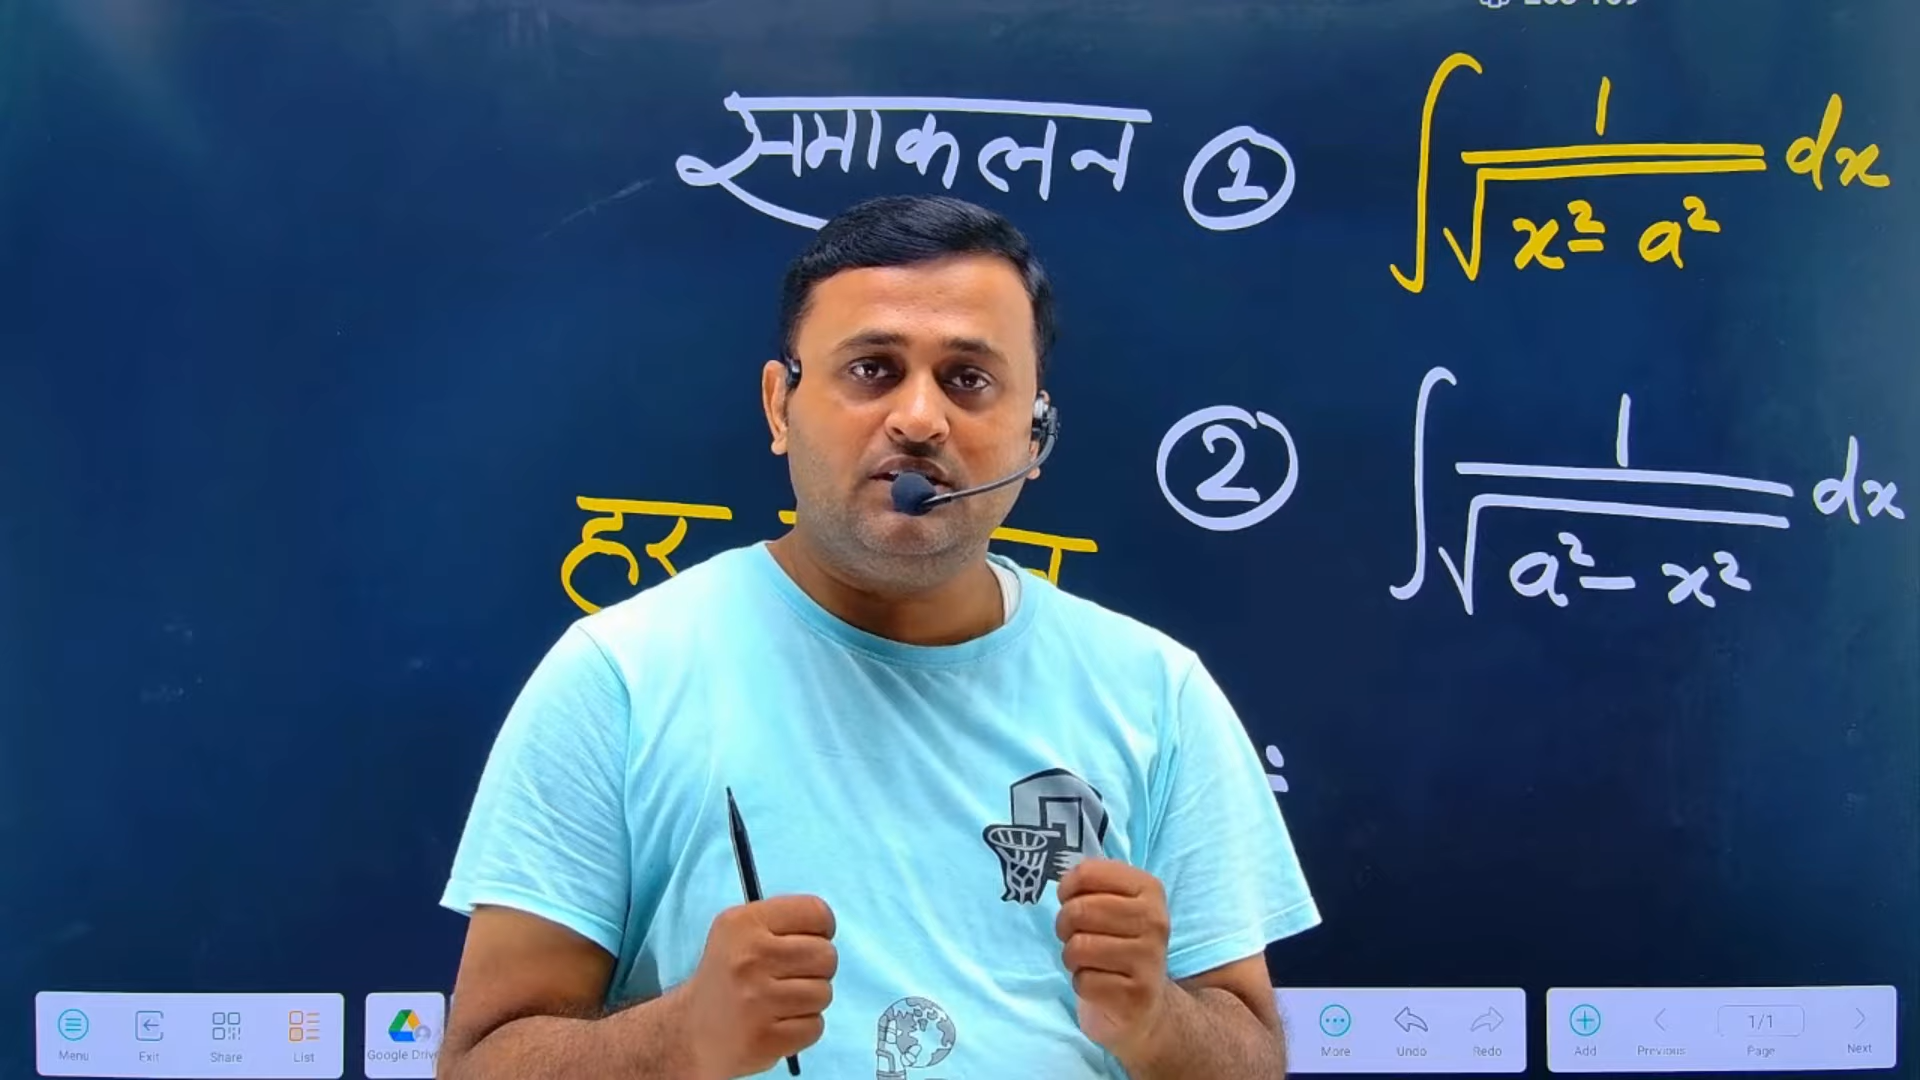 समाकलन ① ∫ 1/√(x² - a²) dx
② ∫ 1/√(a² - x²) dx
हर
:
Menu Exit Share List Google Drive More Undo Redo Add Previous 1/1 Page Next